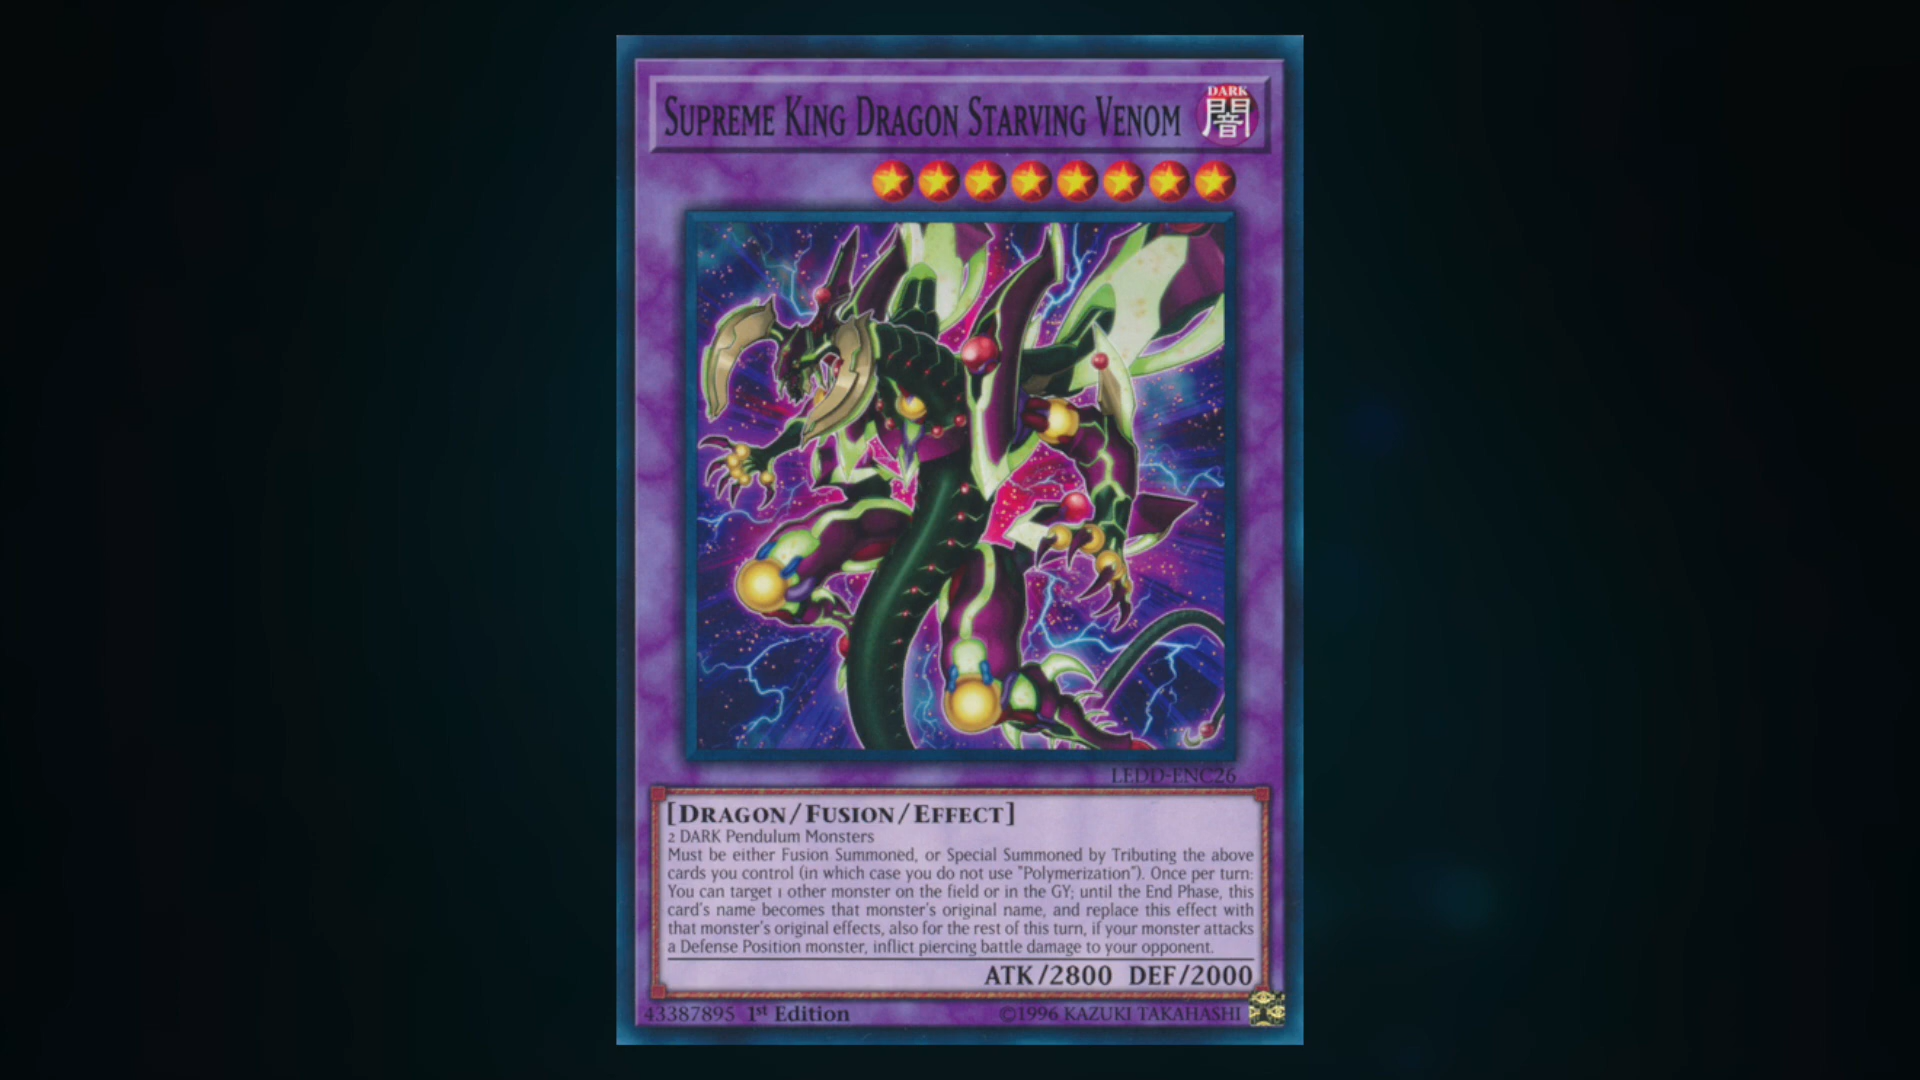 SUPREME KING DRAGON STARVING VENOM
DARK
闇
LEDD-ENC26
[DRAGON/FUSION/EFFECT]
2 DARK Pendulum Monsters
Must be either Fusion Summoned, or Special Summoned by Tributing the above
cards you control (in which case you do not use "Polymerization"). Once per turn:
You can target 1 other monster on the field or in the GY; until the End Phase, this
card's name becomes that monster's original name, and replace this effect with
that monster's original effects, also for the rest of this turn, if your monster attacks
a Defense Position monster, inflict piercing battle damage to your opponent.
ATK/2800 DEF/2000
43387895 1st Edition
©1996 KAZUKI TAKAHASHI